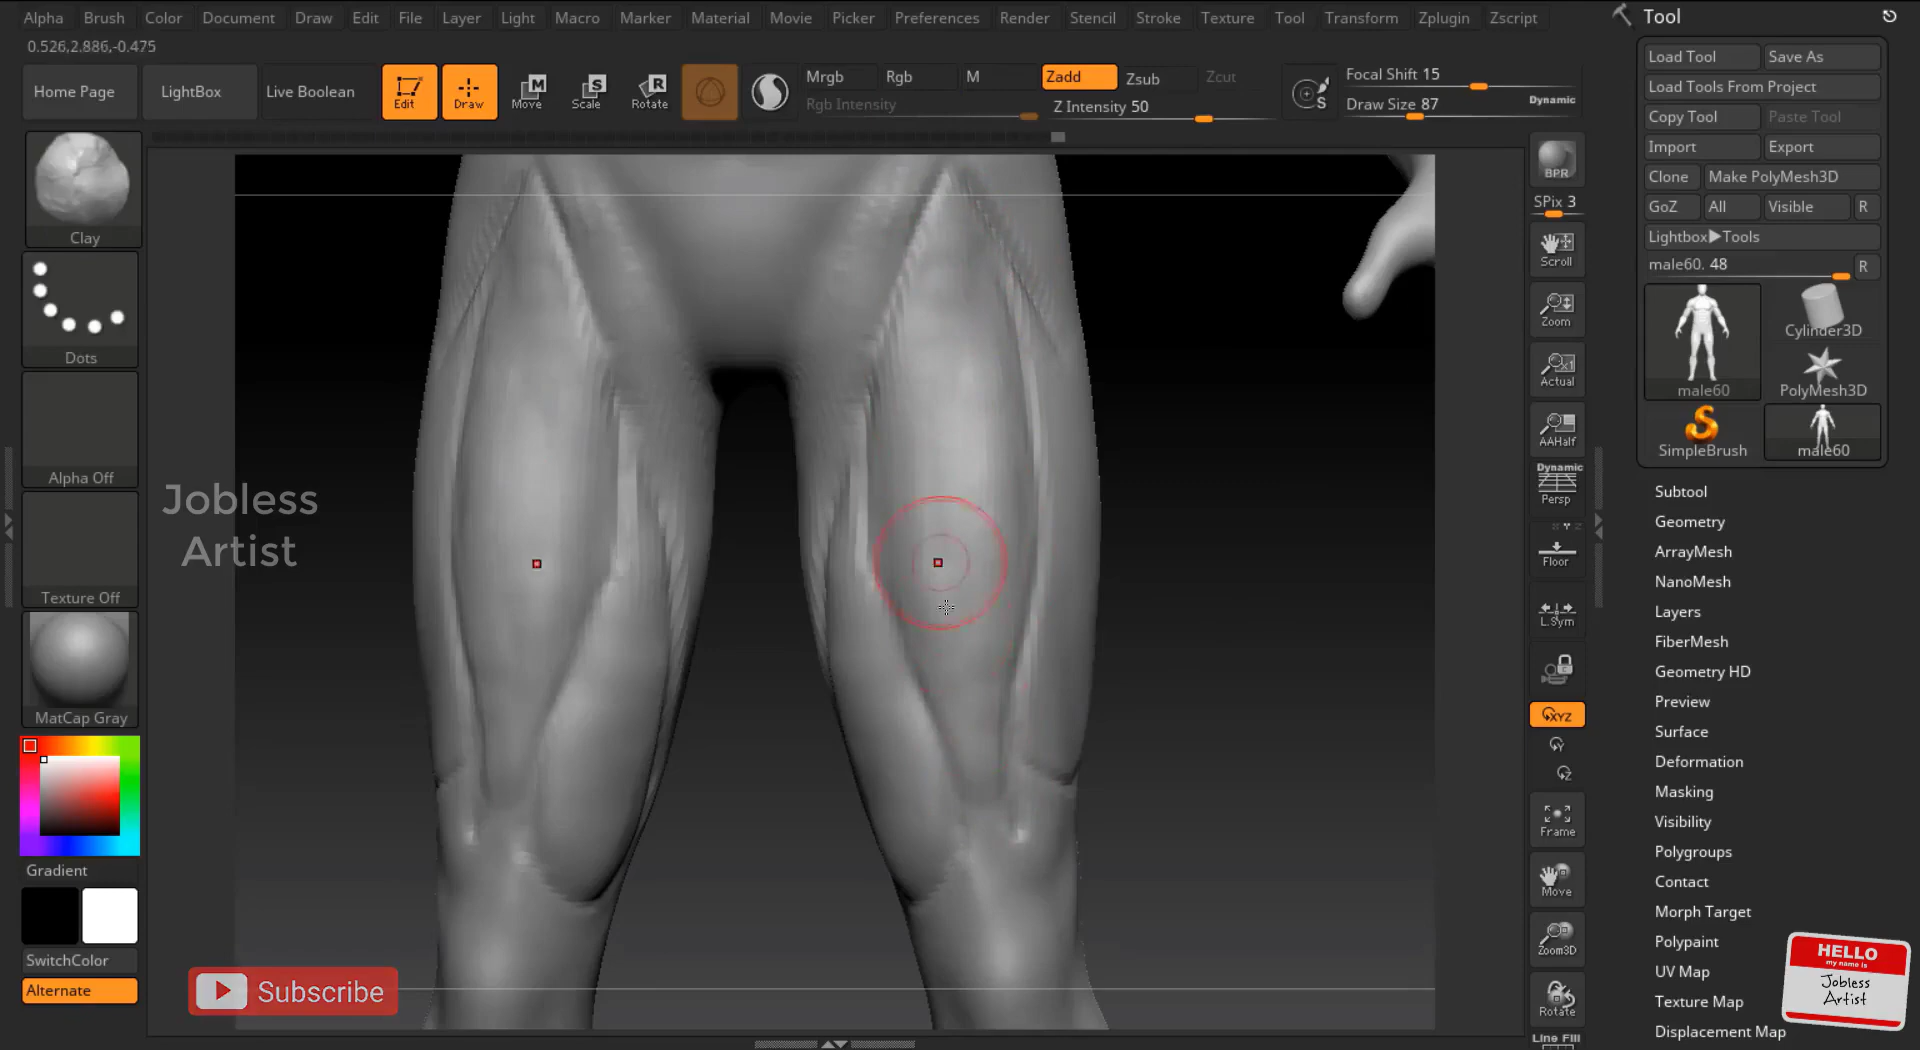 Alpha Brush Color Document Draw Edit File Layer Light Macro Marker Material Movie Picker Preferences Render Stencil Stroke Texture Tool Transform Zplugin Zscript
Tool
0.526,2.886,-0.475
Home Page
LightBox
Live Boolean
Edit
Draw
Move
Scale
Rotate
Mrgb
Rgb
M
Rgb Intensity
Zadd
Zsub
Zcut
Z Intensity 50
S
Focal Shift 15
Draw Size 87
Dynamic
Load Tool
Save As
Load Tools From Project
Copy Tool
Paste Tool
Import
Export
Clone
Make PolyMesh3D
GoZ
All
Visible
R
Lightbox▶Tools
male60. 48
R
male60
Cylinder3D
PolyMesh3D
SimpleBrush
male60
Subtool
Geometry
ArrayMesh
NanoMesh
Layers
FiberMesh
Geometry HD
Preview
Surface
Deformation
Masking
Visibility
Polygroups
Contact
Morph Target
Polypaint
UV Map
Texture Map
Displacement Map
Clay
Dots
Alpha Off
Texture Off
MatCap Gray
Gradient
SwitchColor
Alternate
BPR
SPix 3
Scroll
Zoom
Actual
AAHalf
Dynamic
Persp
Floor
L.Sym
XYZ
Y
Z
Frame
Move
Zoom3D
Rotate
Line Fill
Jobless
Artist
Subscribe
HELLO
my name is
Jobless
Artist